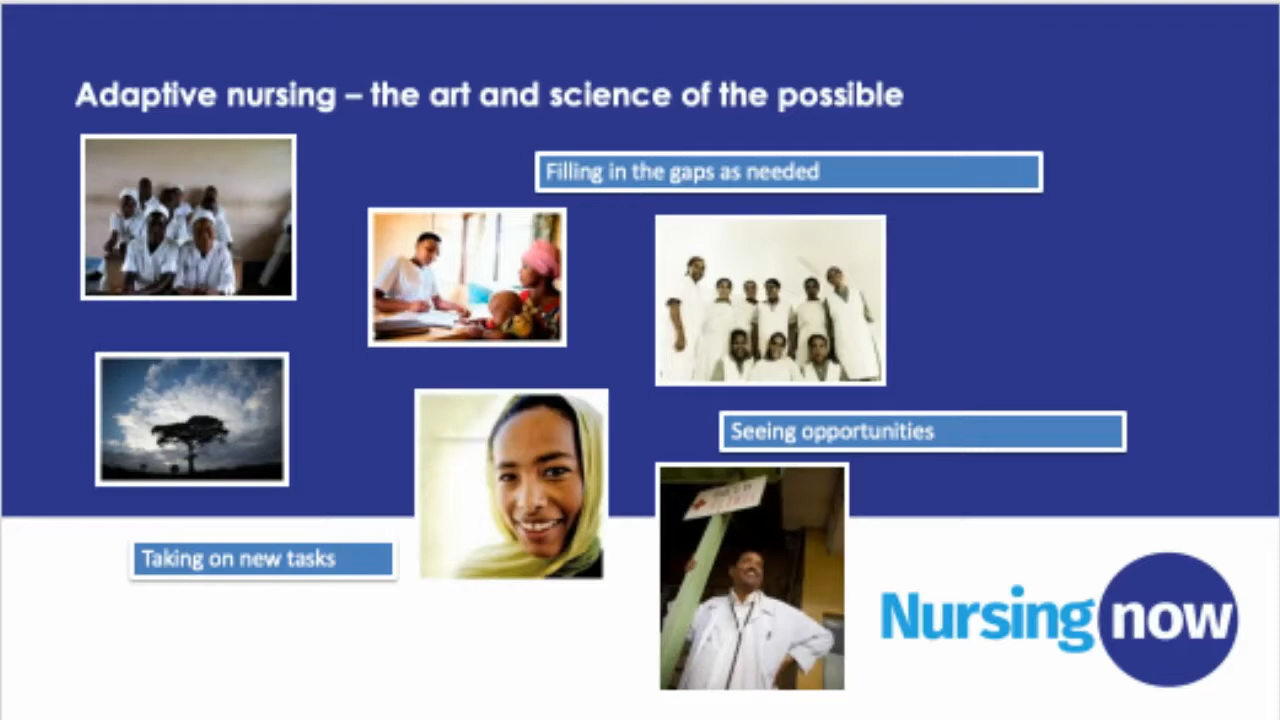 Adaptive nursing – the art and science of the possible
Filling in the gaps as needed
Seeing opportunities
Taking on new tasks
Nursing now